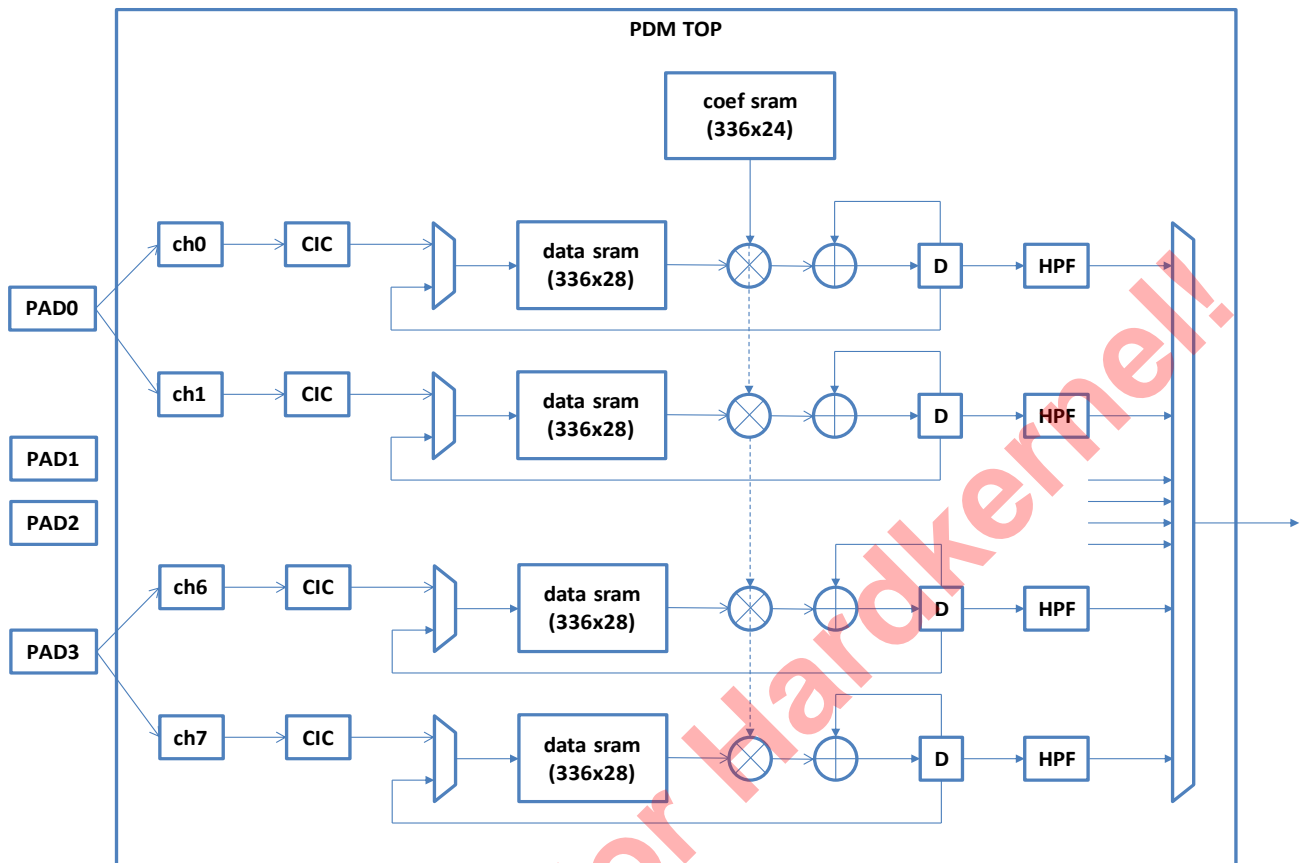 PDM TOP
coef sram
(336x24)
ch0
CIC
data sram
(336x28)
D
HPF
PAD0
ch1
CIC
data sram
(336x28)
D
HPF
PAD1
PAD2
ch6
CIC
data sram
(336x28)
D
HPF
PAD3
ch7
CIC
data sram
(336x28)
D
HPF
or Hardkernel!